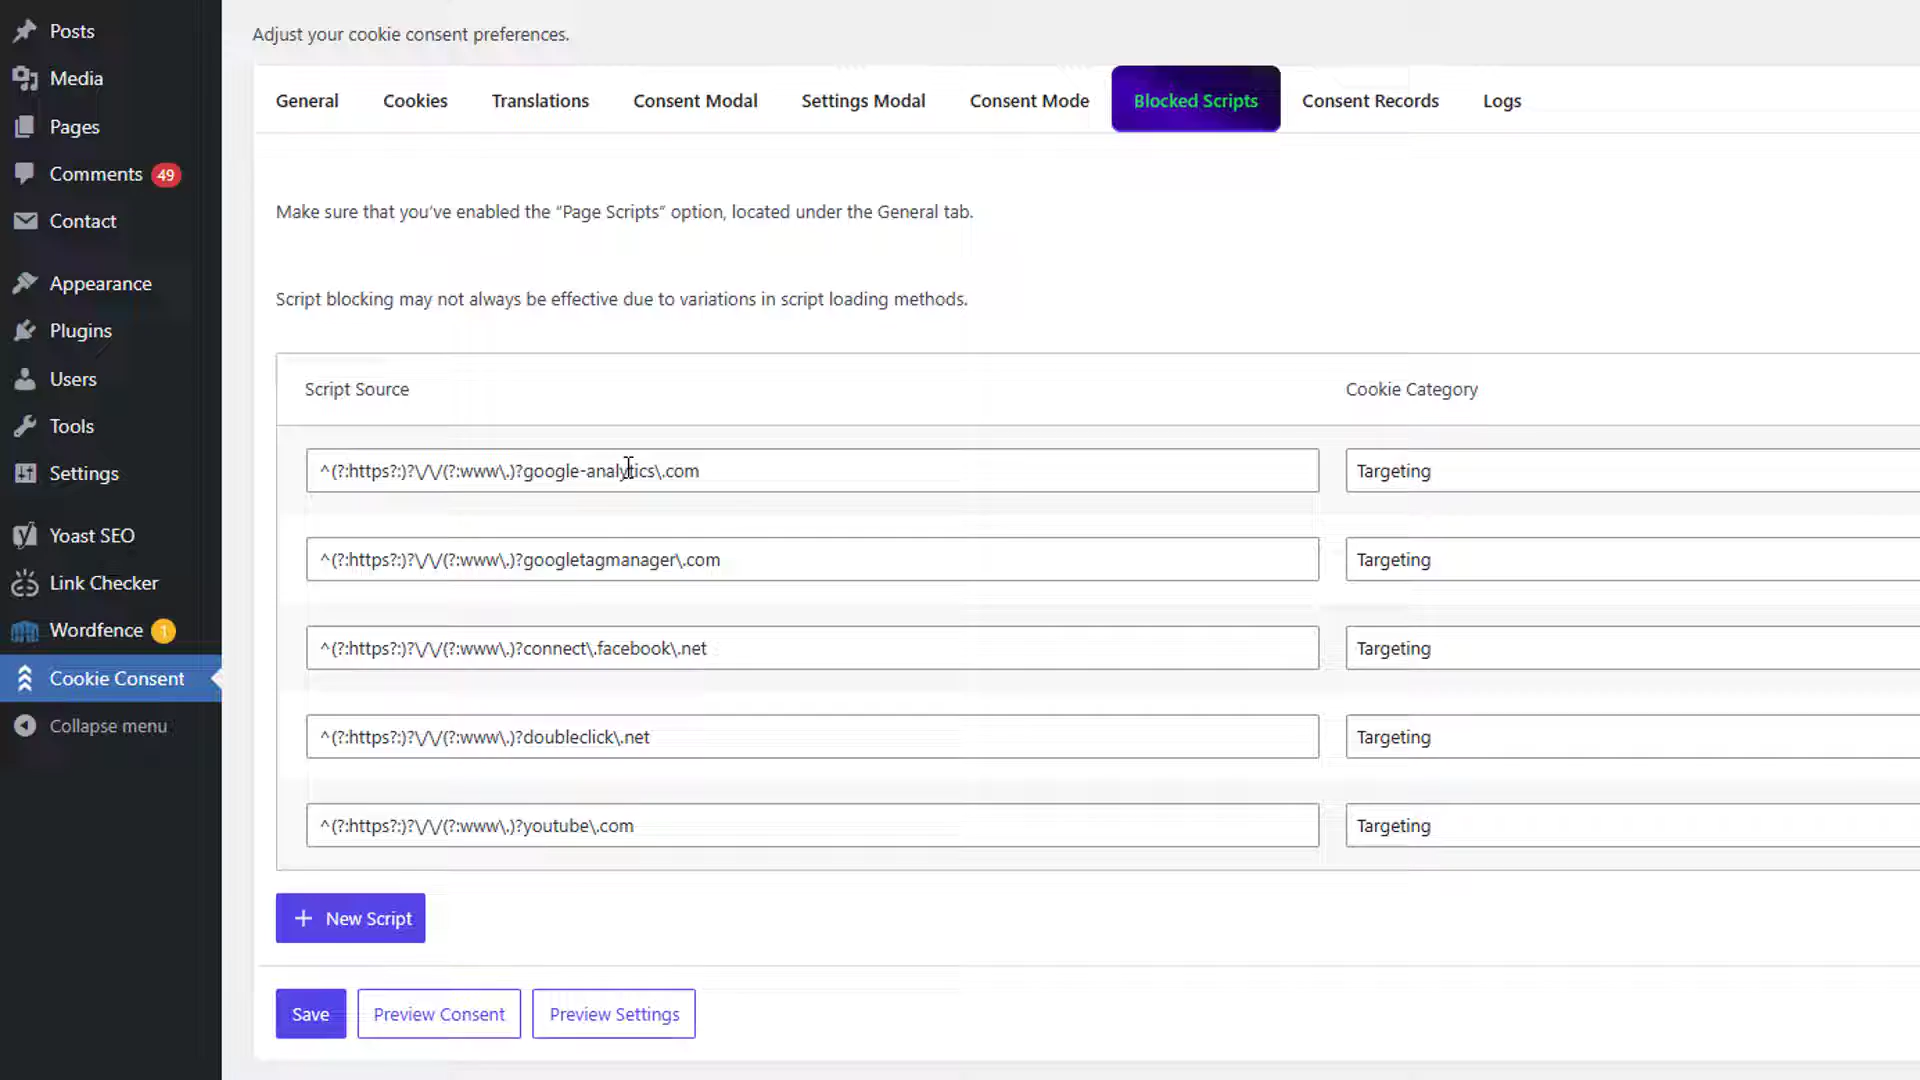 Posts
Media
Pages
Comments 49
Contact
Appearance
Plugins
Users
Tools
Settings
Yoast SEO
Link Checker
Wordfence 1
Cookie Consent
Collapse menu
Adjust your cookie consent preferences.
General Cookies Translations Consent Modal Settings Modal Consent Mode Blocked Scripts Consent Records Logs
Make sure that you've enabled the “Page Scripts” option, located under the General tab.
Script blocking may not always be effective due to variations in script loading methods.
Script Source Cookie Category
^(?:https?:)?\/\/(?:www\.)?google-analytics\.com Targeting
^(?:https?:)?\/\/(?:www\.)?googletagmanager\.com Targeting
^(?:https?:)?\/\/(?:www\.)?connect\.facebook\.net Targeting
^(?:https?:)?\/\/(?:www\.)?doubleclick\.net Targeting
^(?:https?:)?\/\/(?:www\.)?youtube\.com Targeting
+ New Script
Save Preview Consent Preview Settings